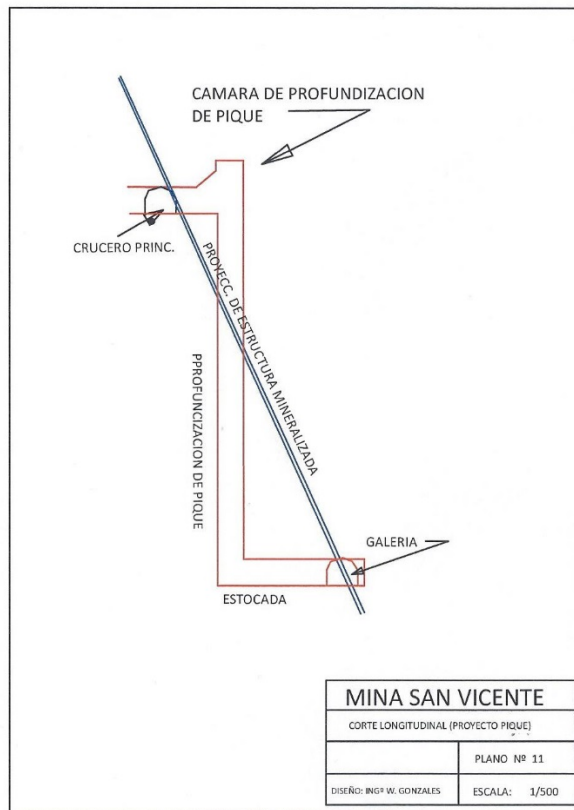 CAMARA DE PROFUNDIZACION
DE PIQUE
CRUCERO PRINC.
PROYECC. DE ESTRUCTURA MINERALIZADA
PPROFUNCIZACION DE PIQUE
GALERIA
ESTOCADA
MINA SAN VICENTE
CORTE LONGITUDINAL (PROYECTO PIQUE)
PLANO Nº 11
DISEÑO: INGº W. GONZALES
ESCALA: 1/500